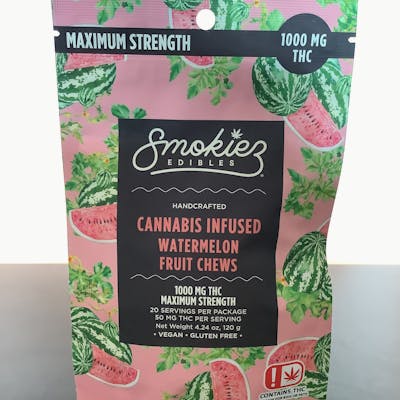 MAXIMUM STRENGTH
1000 MG
THC
Smokiez
EDIBLES
HANDCRAFTED
CANNABIS INFUSED
WATERMELON
FRUIT CHEWS
1000 MG THC
MAXIMUM STRENGTH
20 SERVINGS PER PACKAGE
50 MG THC PER SERVING
Net Weight 4.24 oz, 120 g
• VEGAN • GLUTEN FREE •
CONTAINS THC